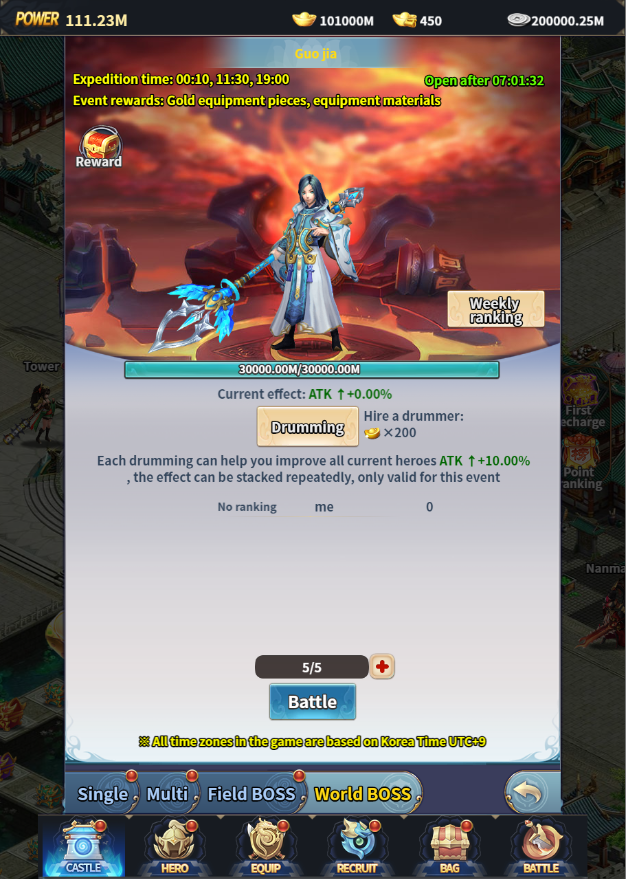 POWER 111.23M
101000M
450
200000.25M
Guo jia
Expedition time: 00:10, 11:30, 19:00
Open after 07:01:32
Event rewards: Gold equipment pieces, equipment materials
Reward
Weekly
ranking
30000.00M/30000.00M
Current effect: ATK ↑+0.00%
Drumming
Hire a drummer:
×200
Each drumming can help you improve all current heroes ATK ↑+10.00%
, the effect can be stacked repeatedly, only valid for this event
No ranking
me
0
Tower
First
echarge
Point
ranking
Nanma
5/5
Battle
※ All time zones in the game are based on Korea Time UTC+9
Single
Multi
Field BOSS
World BOSS
CASTLE
HERO
EQUIP
RECRUIT
BAG
BATTLE